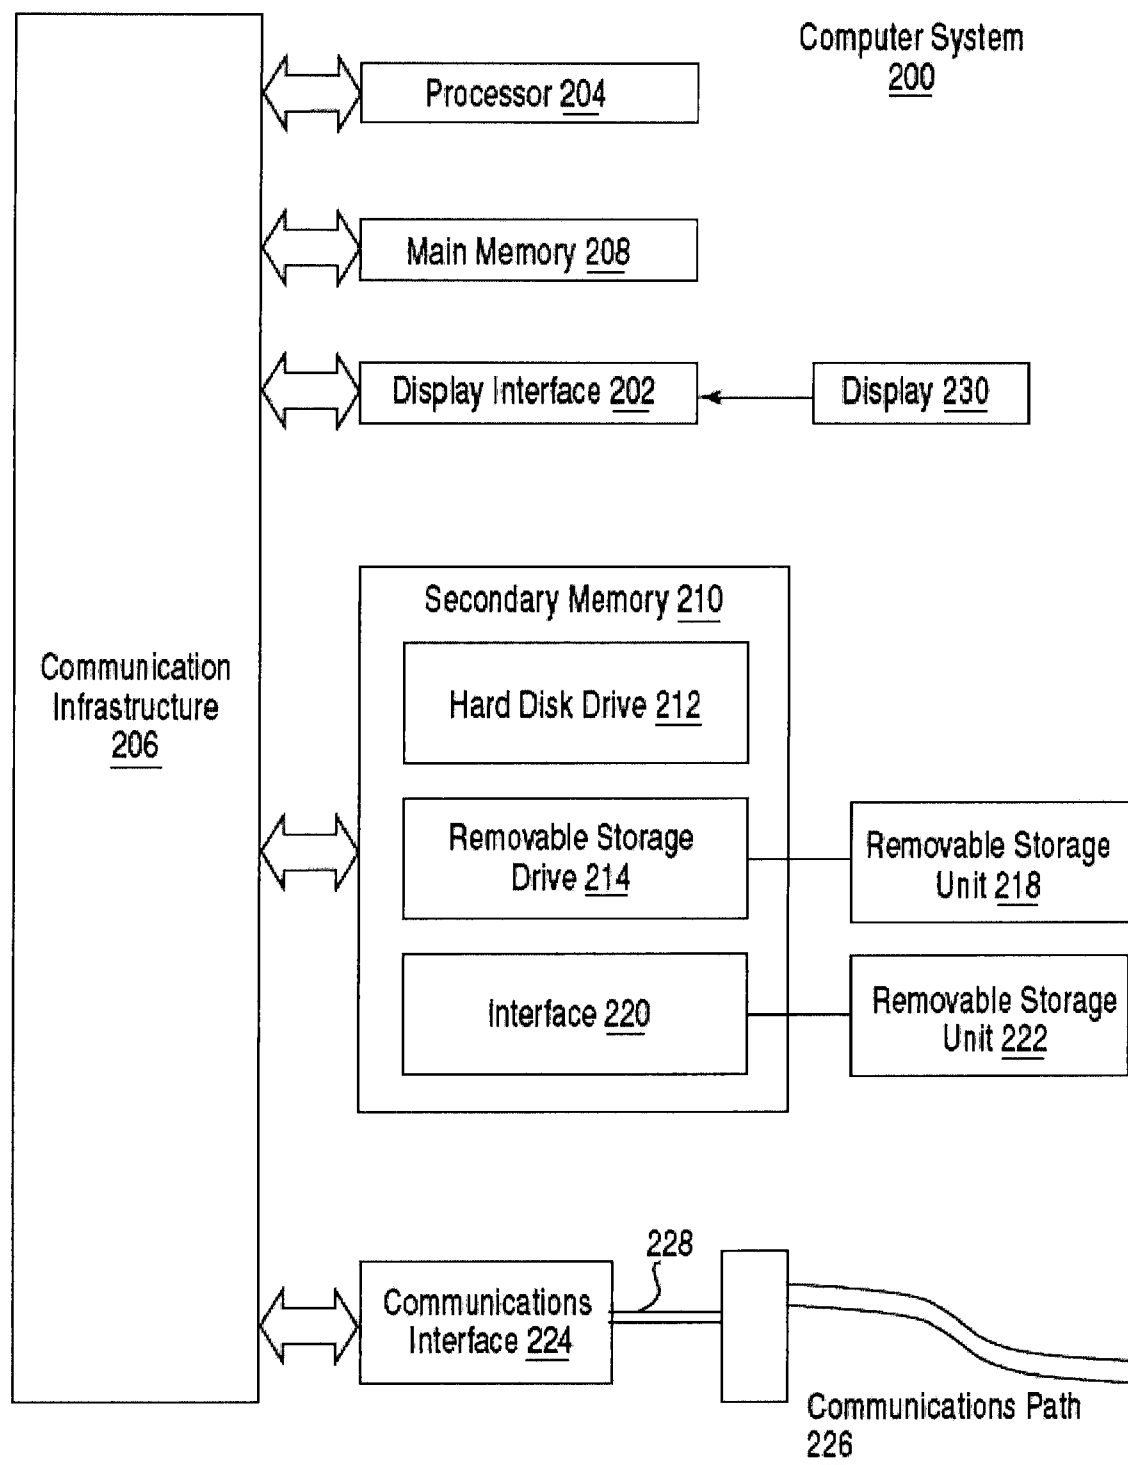 Computer System
200
Processor 204
Main Memory 208
Display Interface 202
Display 230
Secondary Memory 210
Hard Disk Drive 212
Communication
Infrastructure
206
Removable Storage
Drive 214
Removable Storage
Unit 218
Interface 220
Removable Storage
Unit 222
228
Communications
Interface 224
Communications Path
226